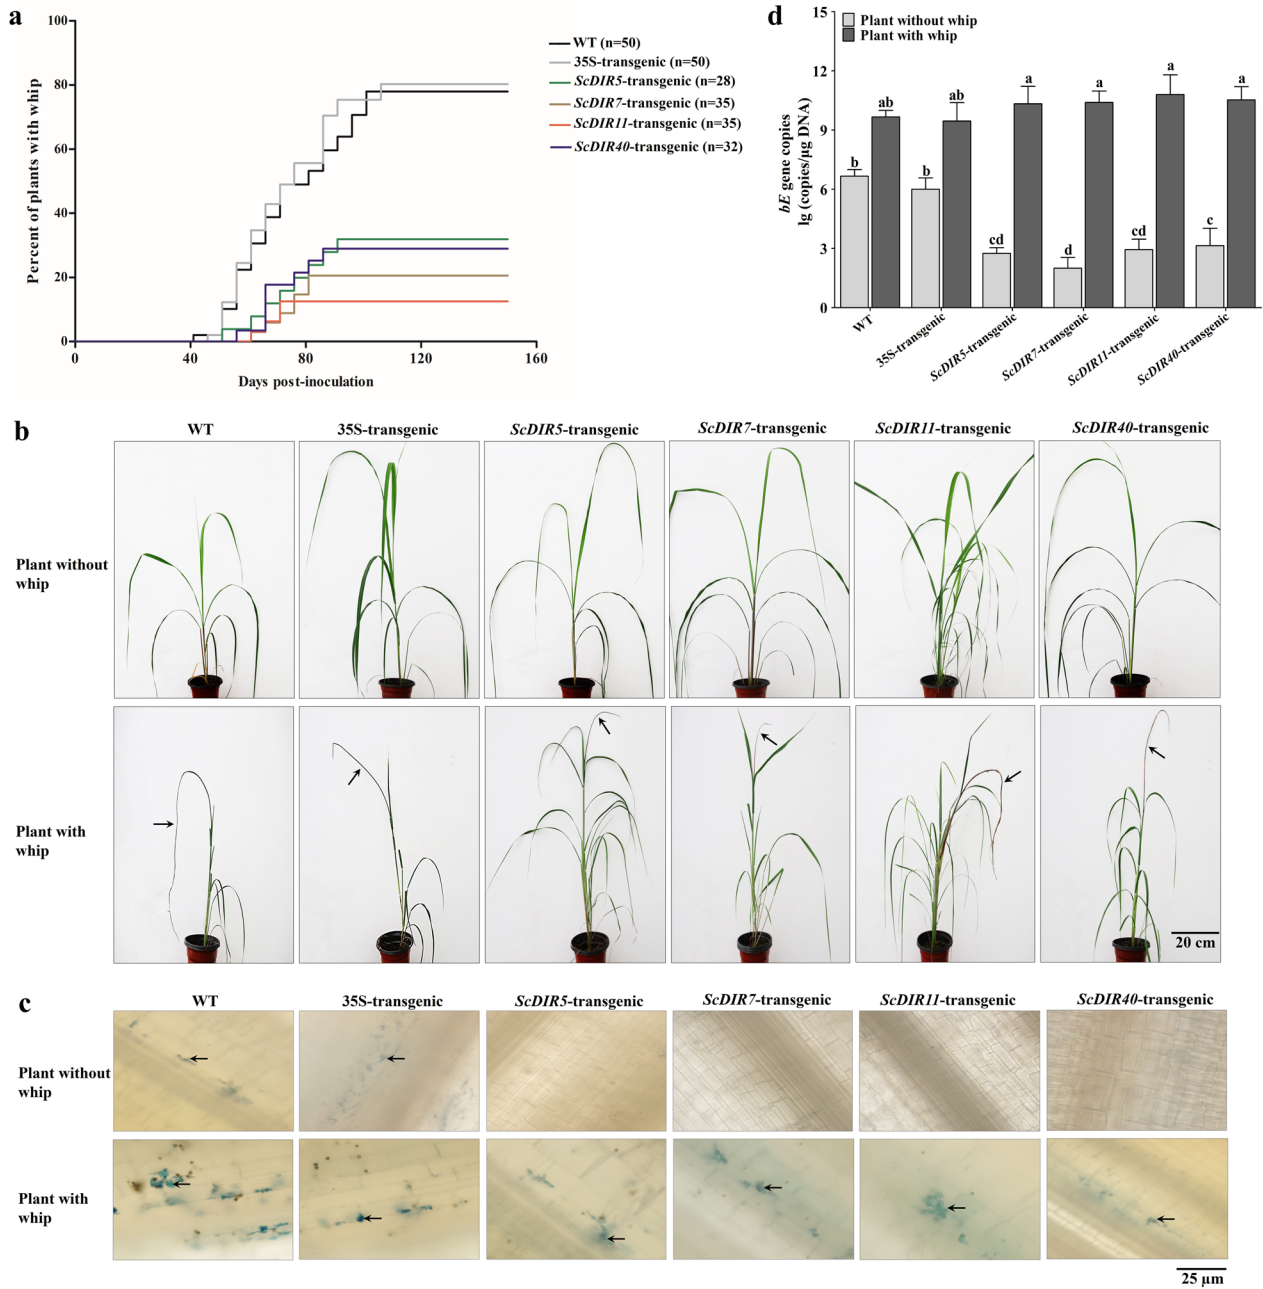 a
100
80
60
40
20
0
Percent of plants with whip
0 40 80 120 160
Days post-inoculation
WT (n=50)
35S-transgenic (n=50)
ScDIR5-transgenic (n=28)
ScDIR7-transgenic (n=35)
ScDIR11-transgenic (n=35)
ScDIR40-transgenic (n=32)
d
15
12
9
6
3
0
bE gene copies
lg (copies/μg DNA)
Plant without whip
Plant with whip
b ab b ab cd a d a cd a c a
WT
35S-transgenic
ScDIR5-transgenic
ScDIR7-transgenic
ScDIR11-transgenic
ScDIR40-transgenic
b
WT 35S-transgenic ScDIR5-transgenic ScDIR7-transgenic ScDIR11-transgenic ScDIR40-transgenic
Plant without
whip
Plant with
whip
20 cm
c
WT 35S-transgenic ScDIR5-transgenic ScDIR7-transgenic ScDIR11-transgenic ScDIR40-transgenic
Plant without
whip
Plant with
whip
25 μm